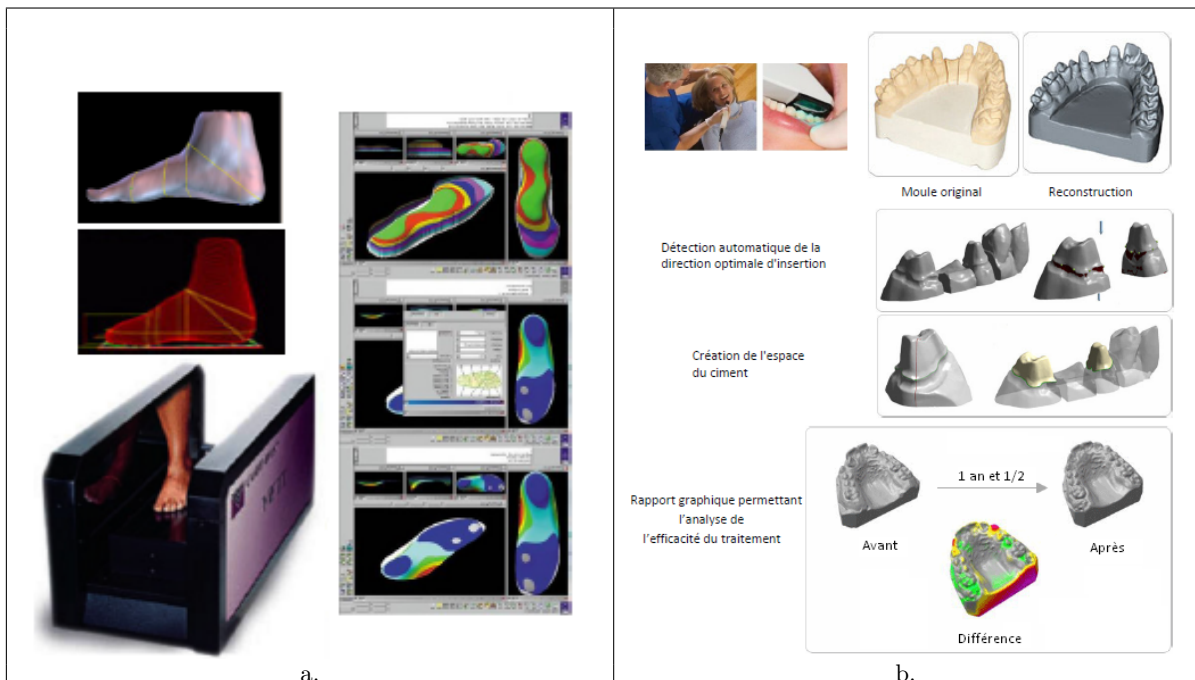 Moule original
Reconstruction
Détection automatique de la
direction optimale d'insertion
Création de l'espace
du ciment
Rapport graphique permettant
l'analyse de
l'efficacité du traitement
1 an et 1/2
Avant
Après
Différence
a.
b.